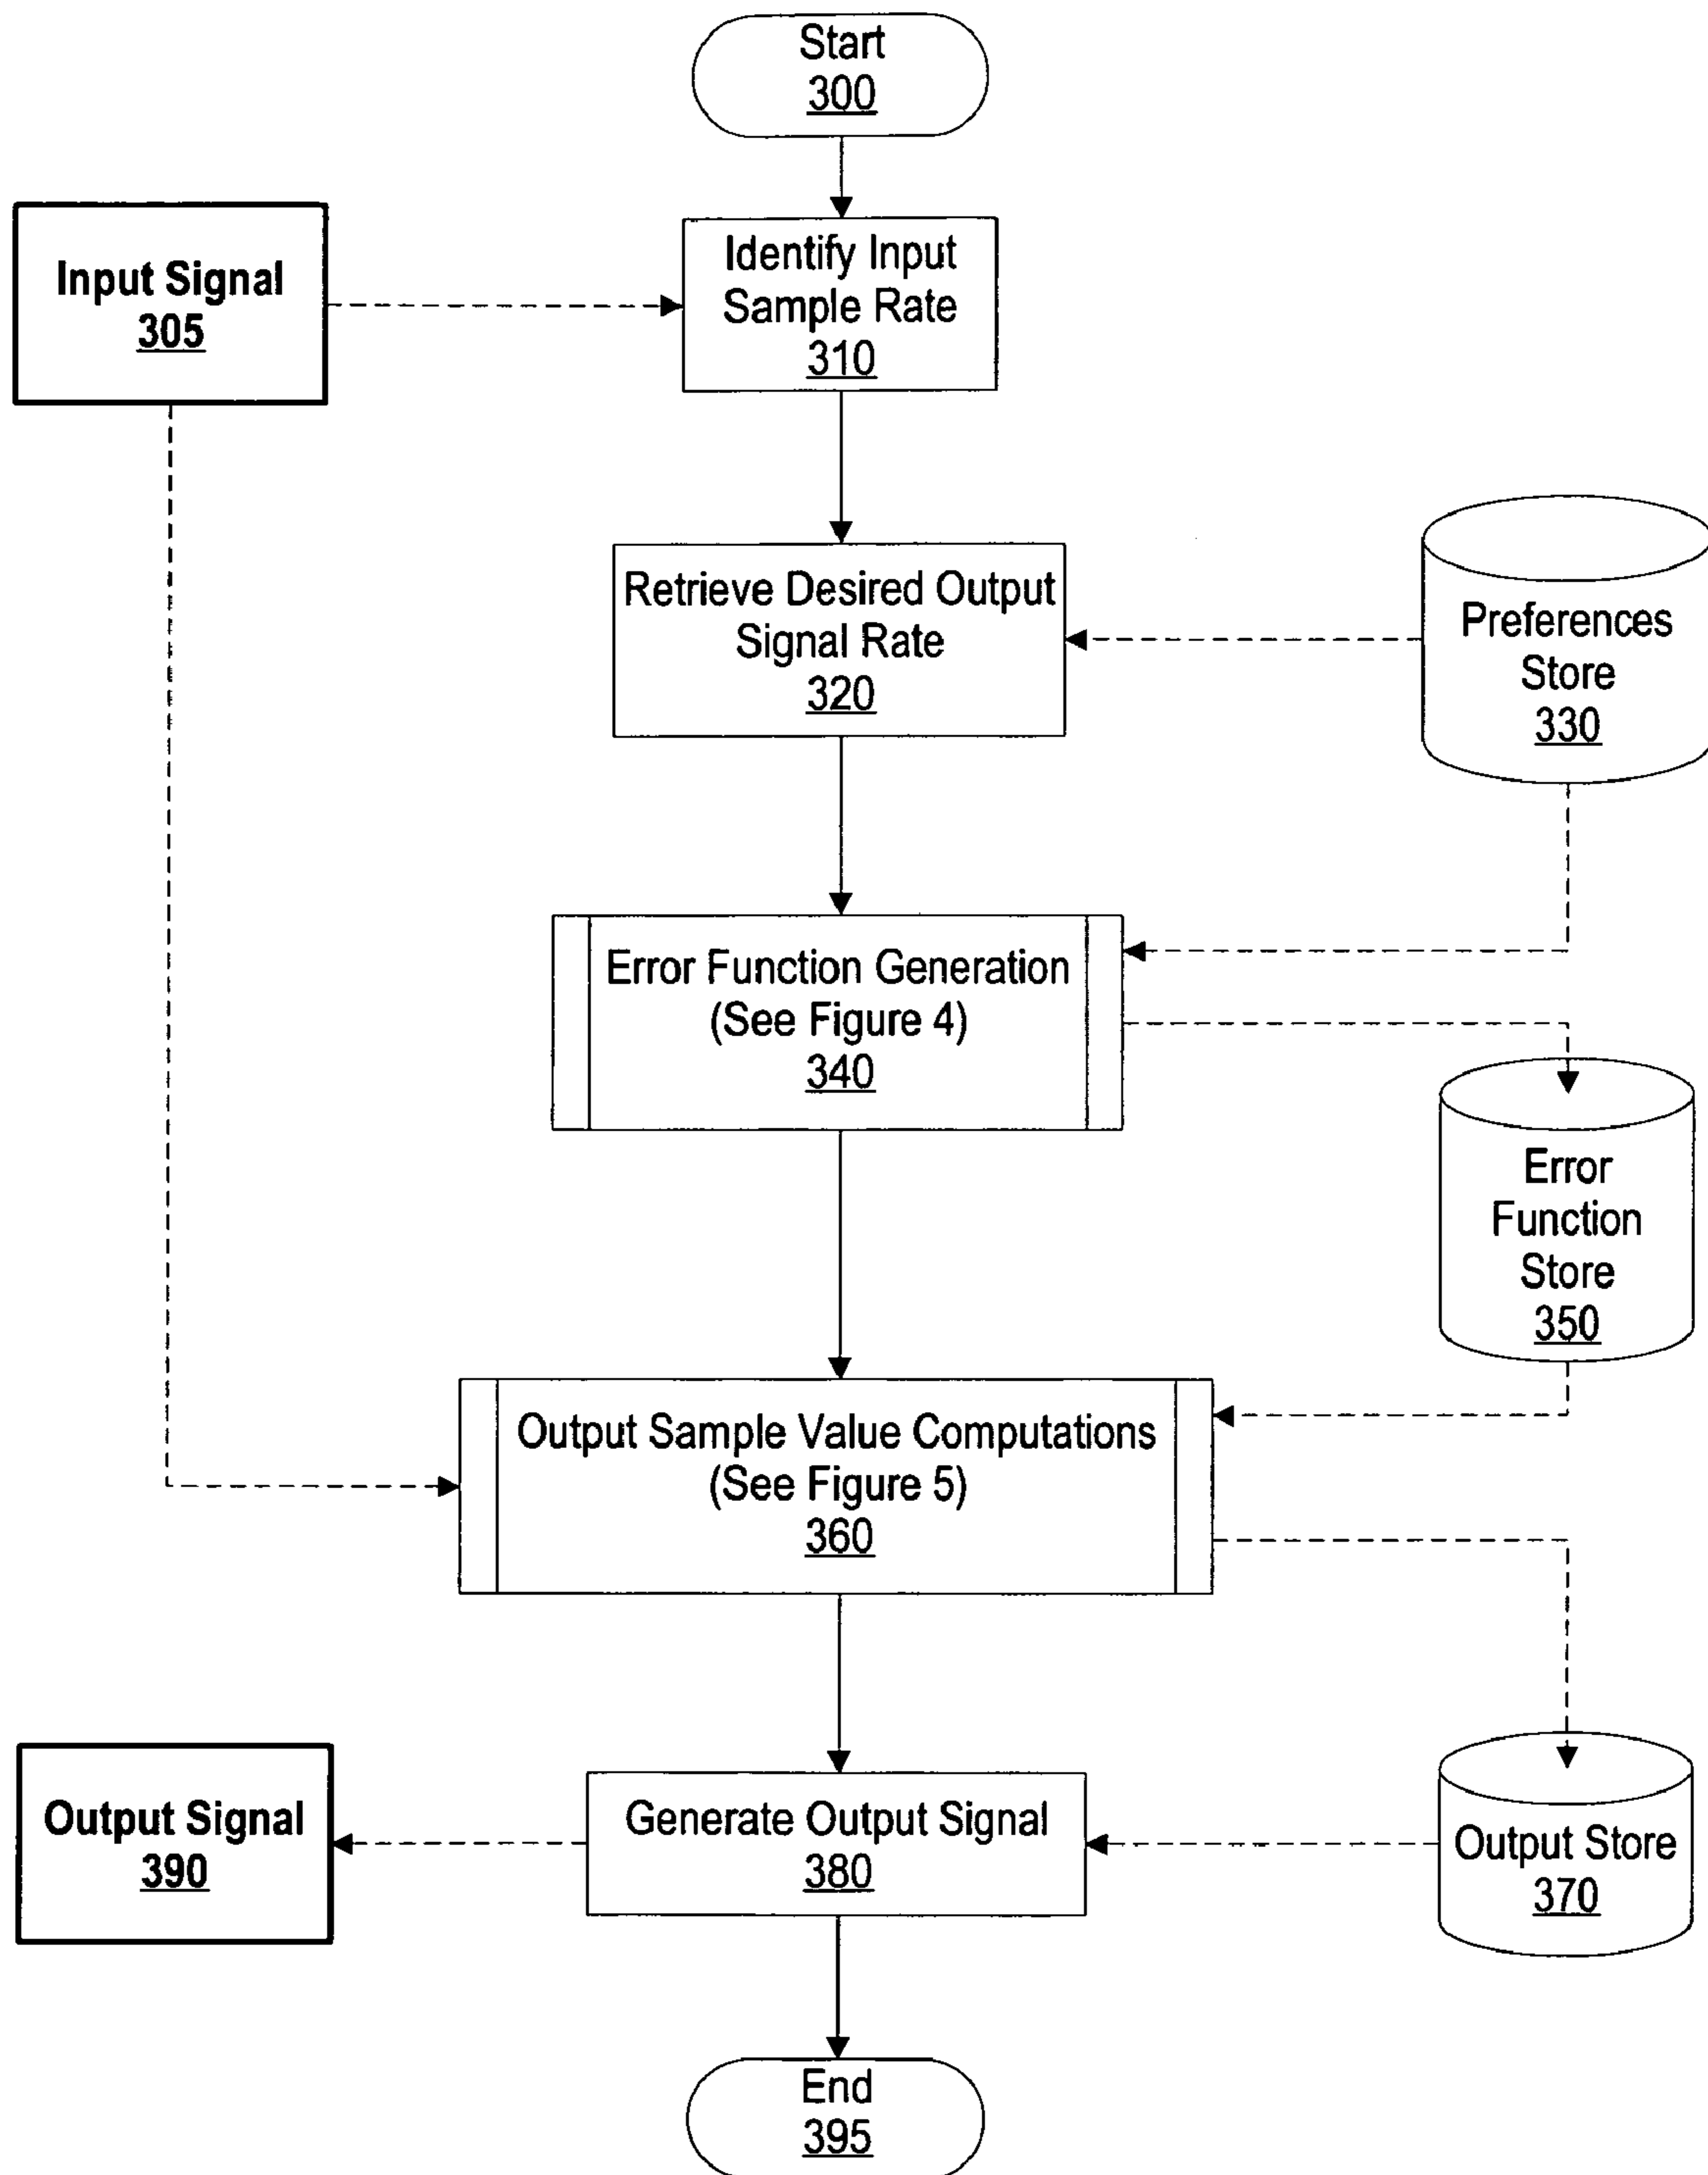 Start
300
Input Signal
305
Identify Input
Sample Rate
310
Retrieve Desired Output
Signal Rate
320
Preferences
Store
330
Error Function Generation
(See Figure 4)
340
Error
Function
Store
350
Output Sample Value Computations
(See Figure 5)
360
Output Signal
390
Generate Output Signal
380
Output Store
370
End
395